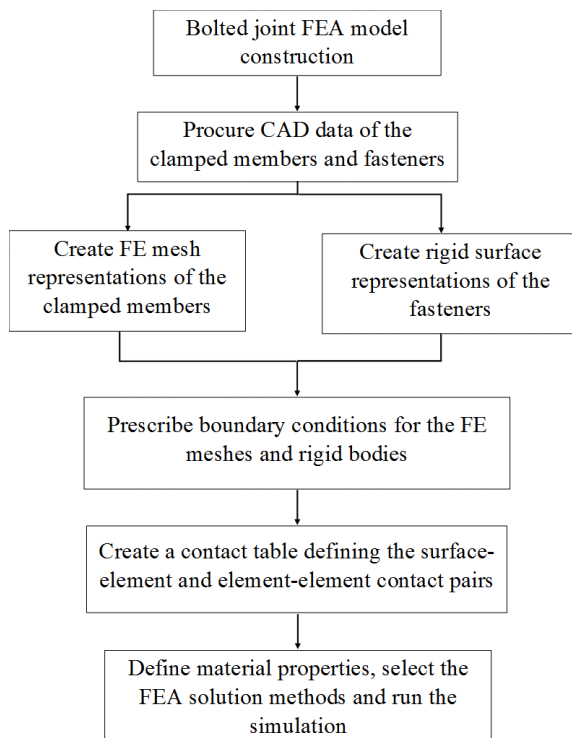 Bolted joint FEA model
construction
Procure CAD data of the
clamped members and fasteners
Create FE mesh
representations of the
clamped members
Create rigid surface
representations of the
fasteners
Prescribe boundary conditions for the FE
meshes and rigid bodies
Create a contact table defining the surface-
element and element-element contact pairs
Define material properties, select the
FEA solution methods and run the
simulation